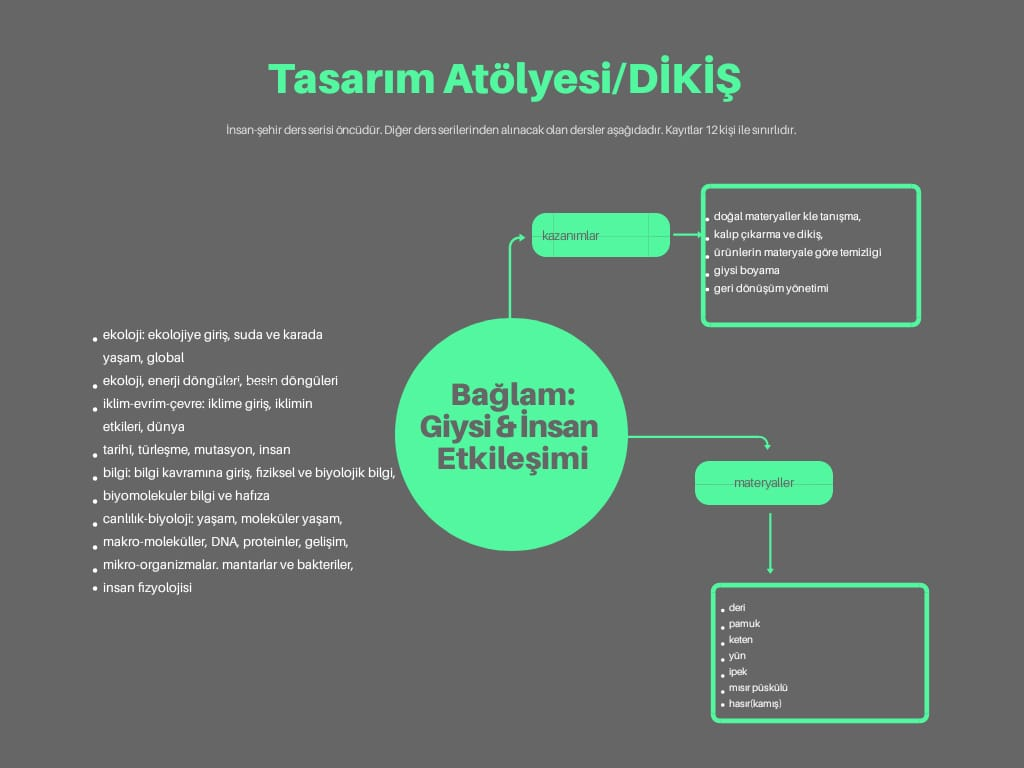 Tasarım Atölyesi/DİKİŞ
İnsan-şehir ders serisi öncüdür. Diğer ders serilerinden alınacak olan dersler aşağıdadır. Kayıtlar 12 kişi ile sınırlıdır.
kazanımlar
doğal materyaller kle tanışma,
kalıp çıkarma ve dikiş,
ürünlerin materyale göre temizligi
giysi boyama
geri dönüşüm yönetimi
ekoloji: ekolojiye giriş, suda ve karada
yaşam, global
ekoloji, enerji döngüleri, besin döngüleri
iklim-evrim-çevre: iklime giriş, iklimin
etkileri, dünya
tarihi, türleşme, mutasyon, insan
bilgi: bilgi kavramına giriş, fiziksel ve biyolojik bilgi,
biyomolekuler bilgi ve hafıza
canlılık-biyoloji: yaşam, moleküler yaşam,
makro-moleküller, DNA, proteinler, gelişim,
mikro-organizmalar. mantarlar ve bakteriler,
insan fizyolojisi
Bağlam:
Giysi & İnsan
Etkileşimi
materyaller
deri
pamuk
keten
yün
ipek
mısır püskülü
hasır(kamış)